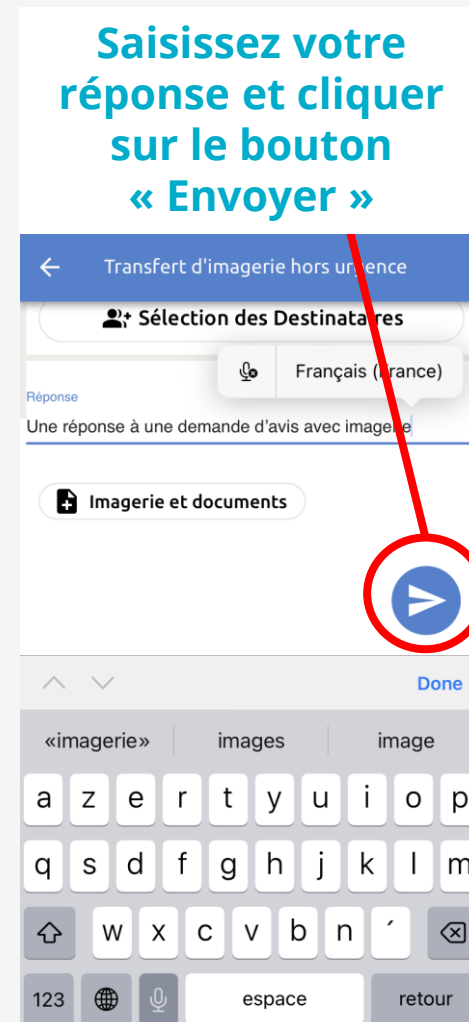 Saisissez votre
réponse et cliquer
sur le bouton
« Envoyer »
Transfert d'imagerie hors urgence
Sélection des Destinataires
Français (France)
Réponse
Une réponse à une demande d'avis avec imagerie
Imagerie et documents
Done
«imagerie» images image
a z e r t y u i o p
q s d f g h j k l m
w x c v b n ´
123 espace retour